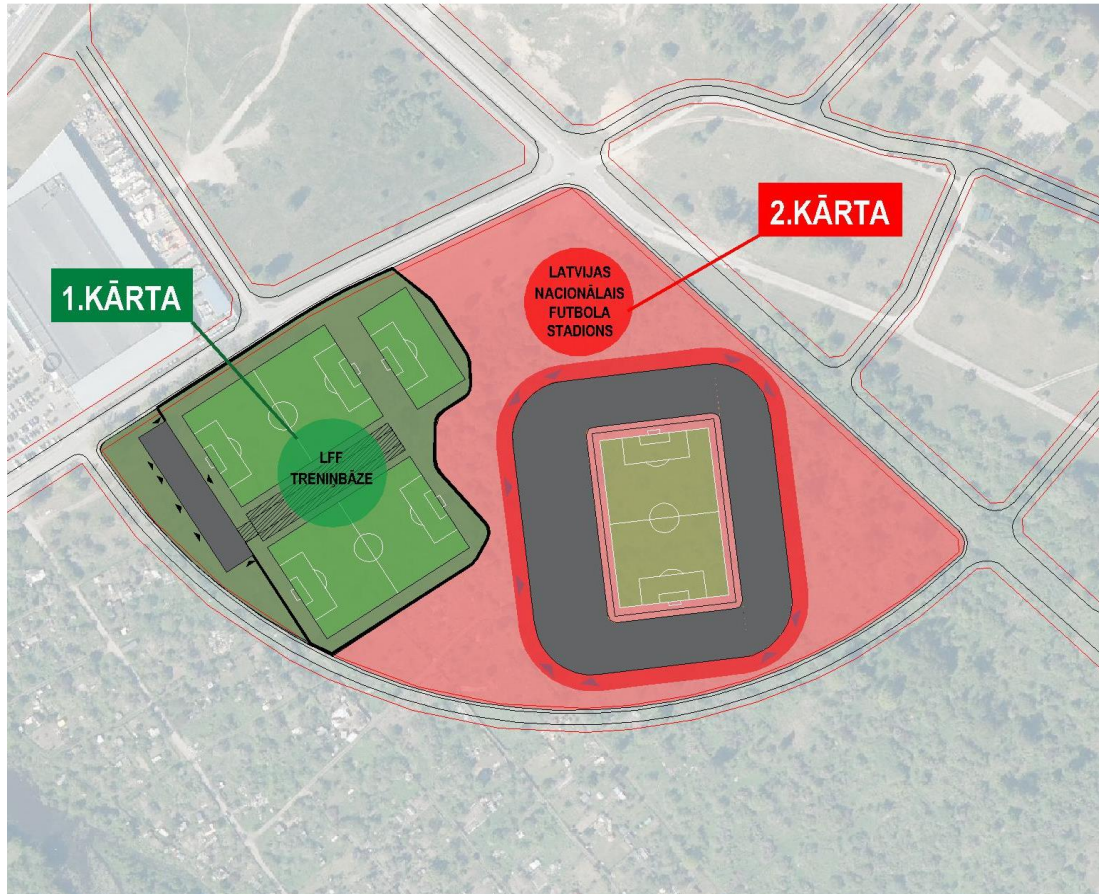 2.KĀRTA
LATVIJAS
NACIONĀLAIS
FUTBOLA
STADIONS
1.KĀRTA
LFF
TRENIŅBĀZE